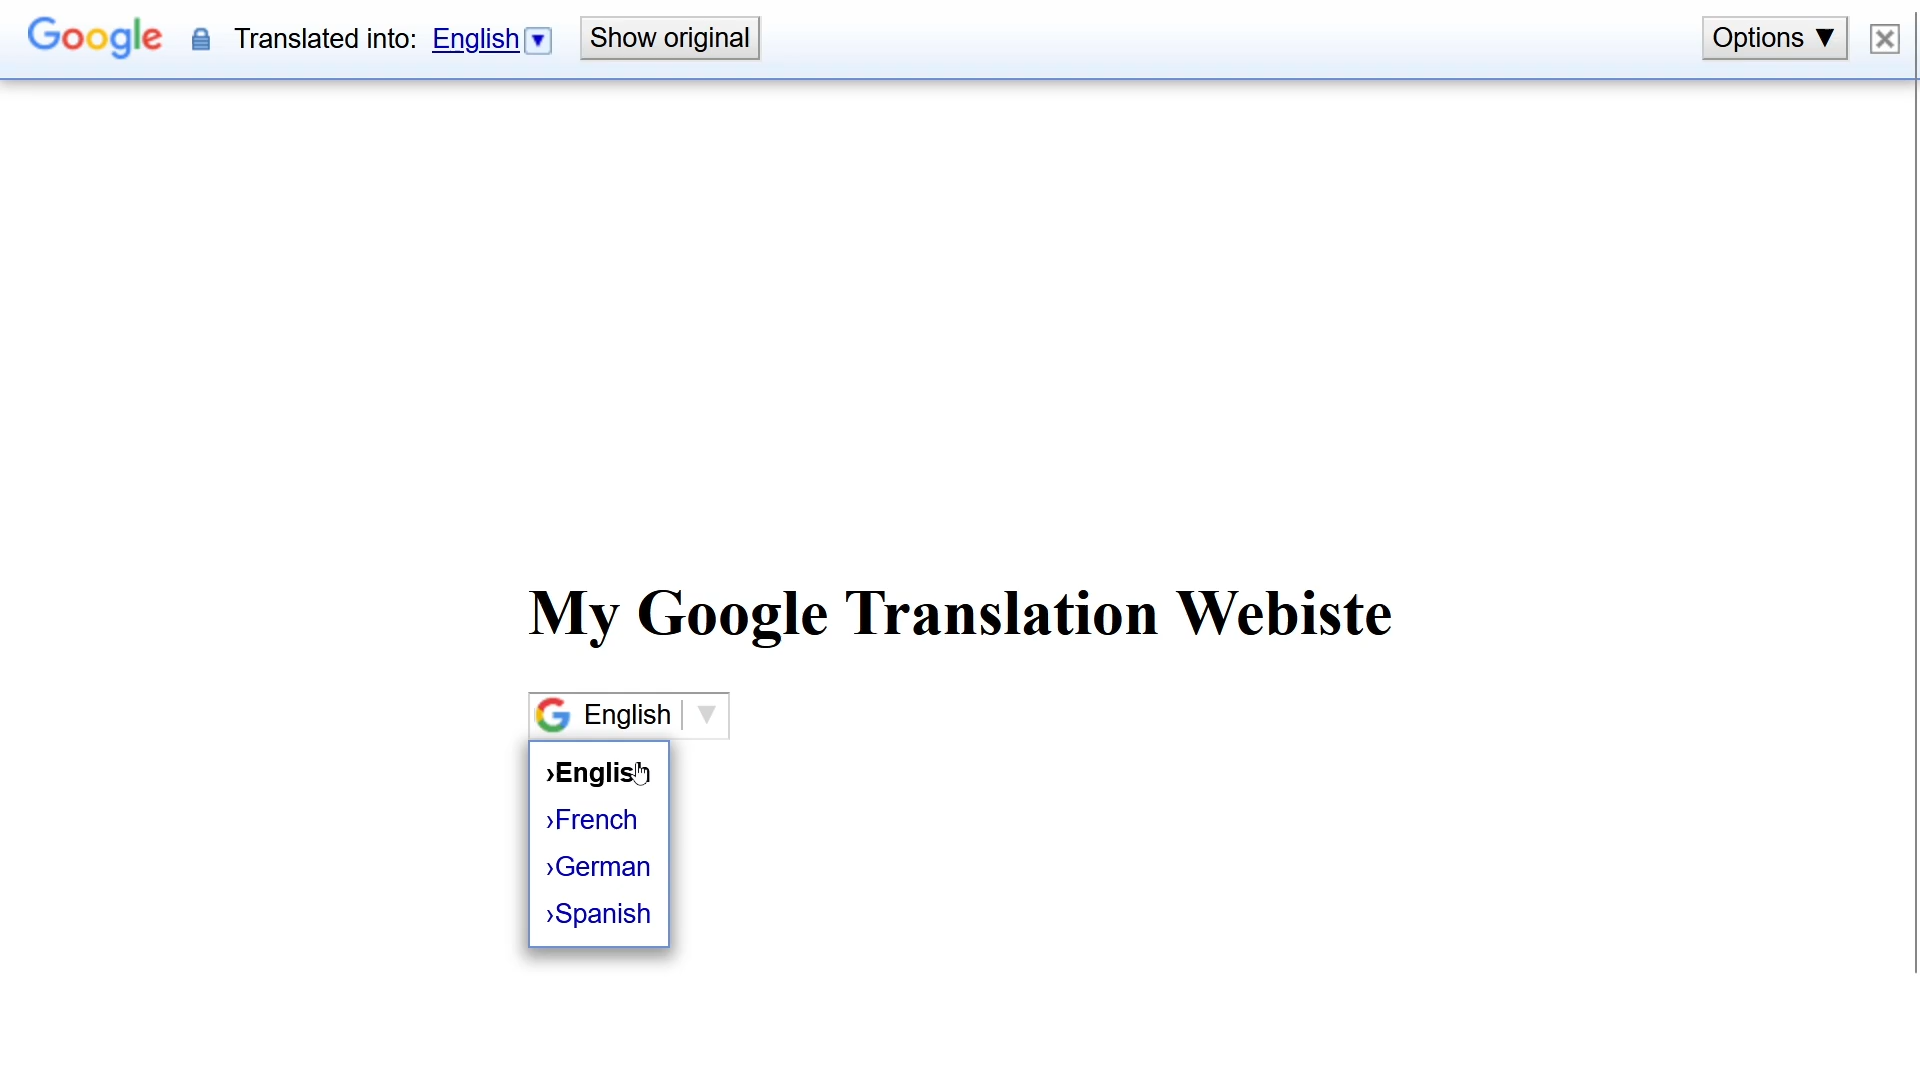 Google Translated into: English ▼ Show original Options ▼
My Google Translation Webiste
English ▼
›English
›French
›German
›Spanish